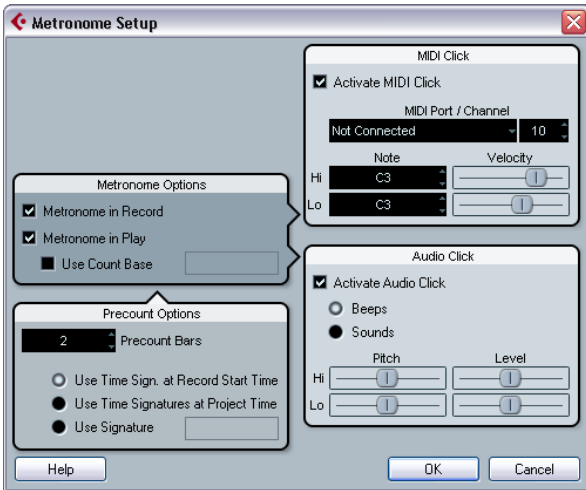 Metronome Setup
MIDI Click
Activate MIDI Click
MIDI Port / Channel
Not Connected 10
Note Velocity
Hi C3
Lo C3
Metronome Options
Metronome in Record
Metronome in Play
Use Count Base
Audio Click
Activate Audio Click
Beeps
Sounds
Pitch Level
Hi
Lo
Precount Options
2 Precount Bars
Use Time Sign. at Record Start Time
Use Time Signatures at Project Time
Use Signature
Help OK Cancel